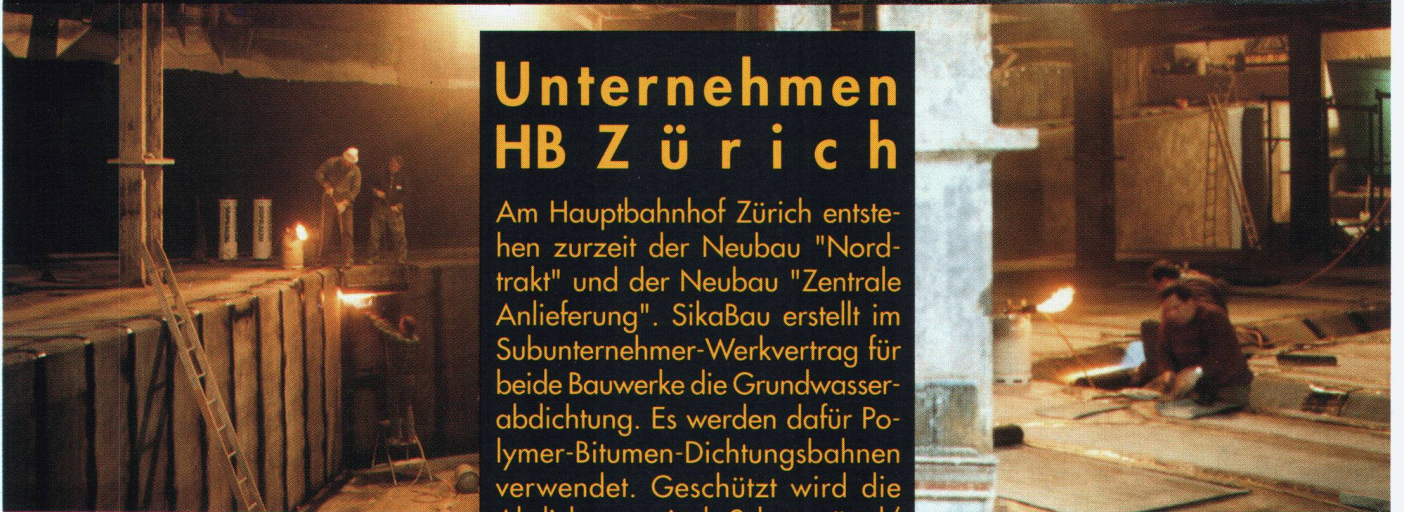 Unternehmen
HB Zürich
Am Hauptbahnhof Zürich entste-
hen zurzeit der Neubau "Nord-
trakt" und der Neubau "Zentrale
Anlieferung". SikaBau erstellt im
Subunternehmer-Werkvertrag für
beide Bauwerke die Grundwasser-
abdichtung. Es werden dafür Po-
lymer-Bitumen-Dichtungsbahnen
verwendet. Geschützt wird die